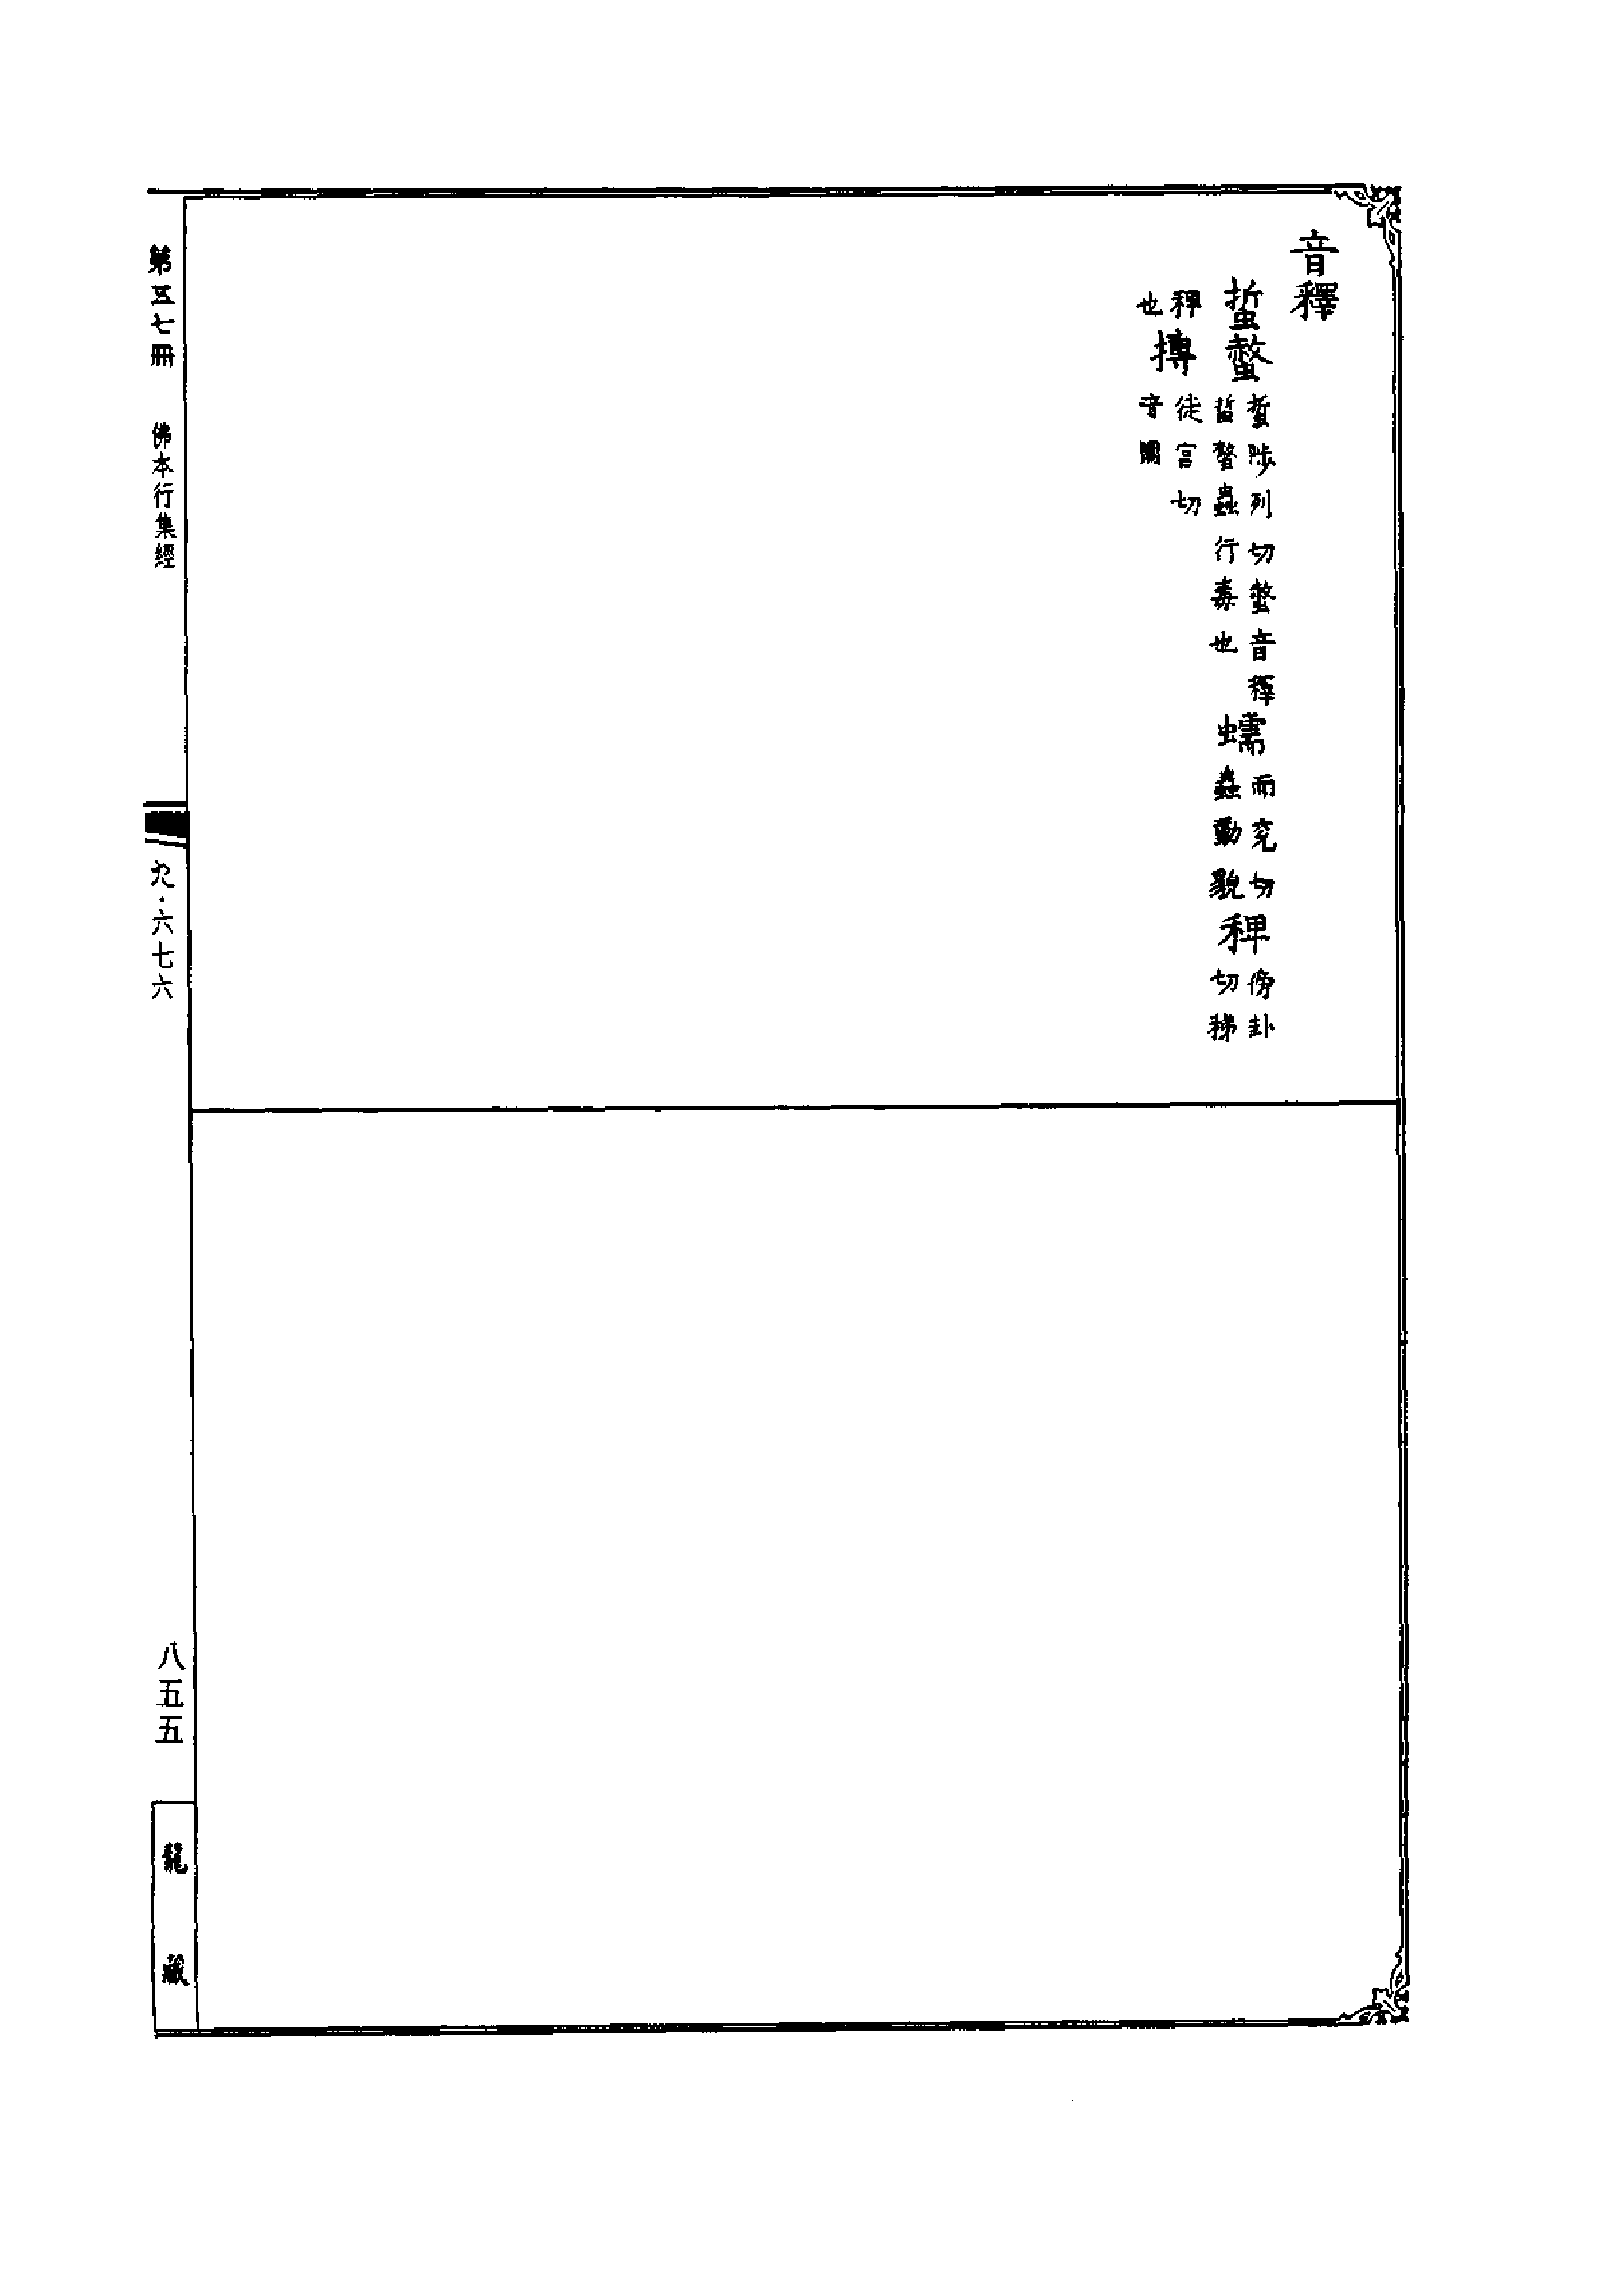 音釋
蜇螫 蜇陟列切螫音釋蜇螫蟲行毒也 蠕 而兖切蟲動貌 稗 傍卦切稊
稗也 摶 徒官切音團
第五七冊 佛本行集經 九·六七六 八五五 龍藏